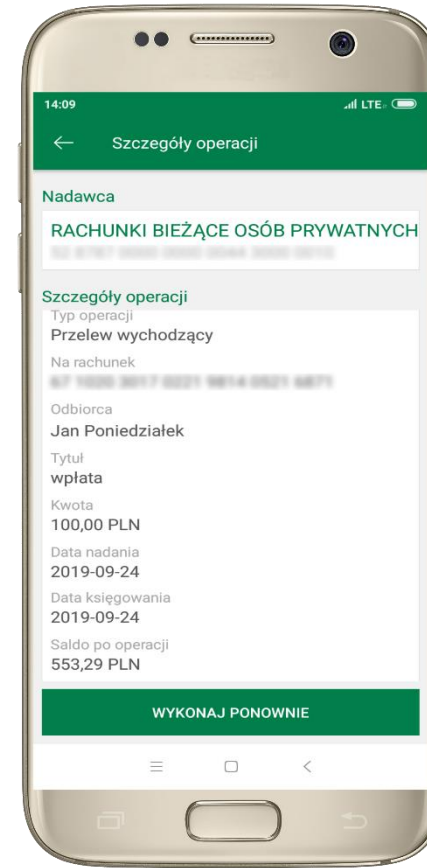 14:09
LTE
Szczegóły operacji
Nadawca
RACHUNKI BIEŻĄCE OSÓB PRYWATNYCH
Szczegóły operacji
Typ operacji
Przelew wychodzący
Na rachunek
Odbiorca
Jan Poniedziałek
Tytuł
wpłata
Kwota
100,00 PLN
Data nadania
2019-09-24
Data księgowania
2019-09-24
Saldo po operacji
553,29 PLN
WYKONAJ PONOWNIE